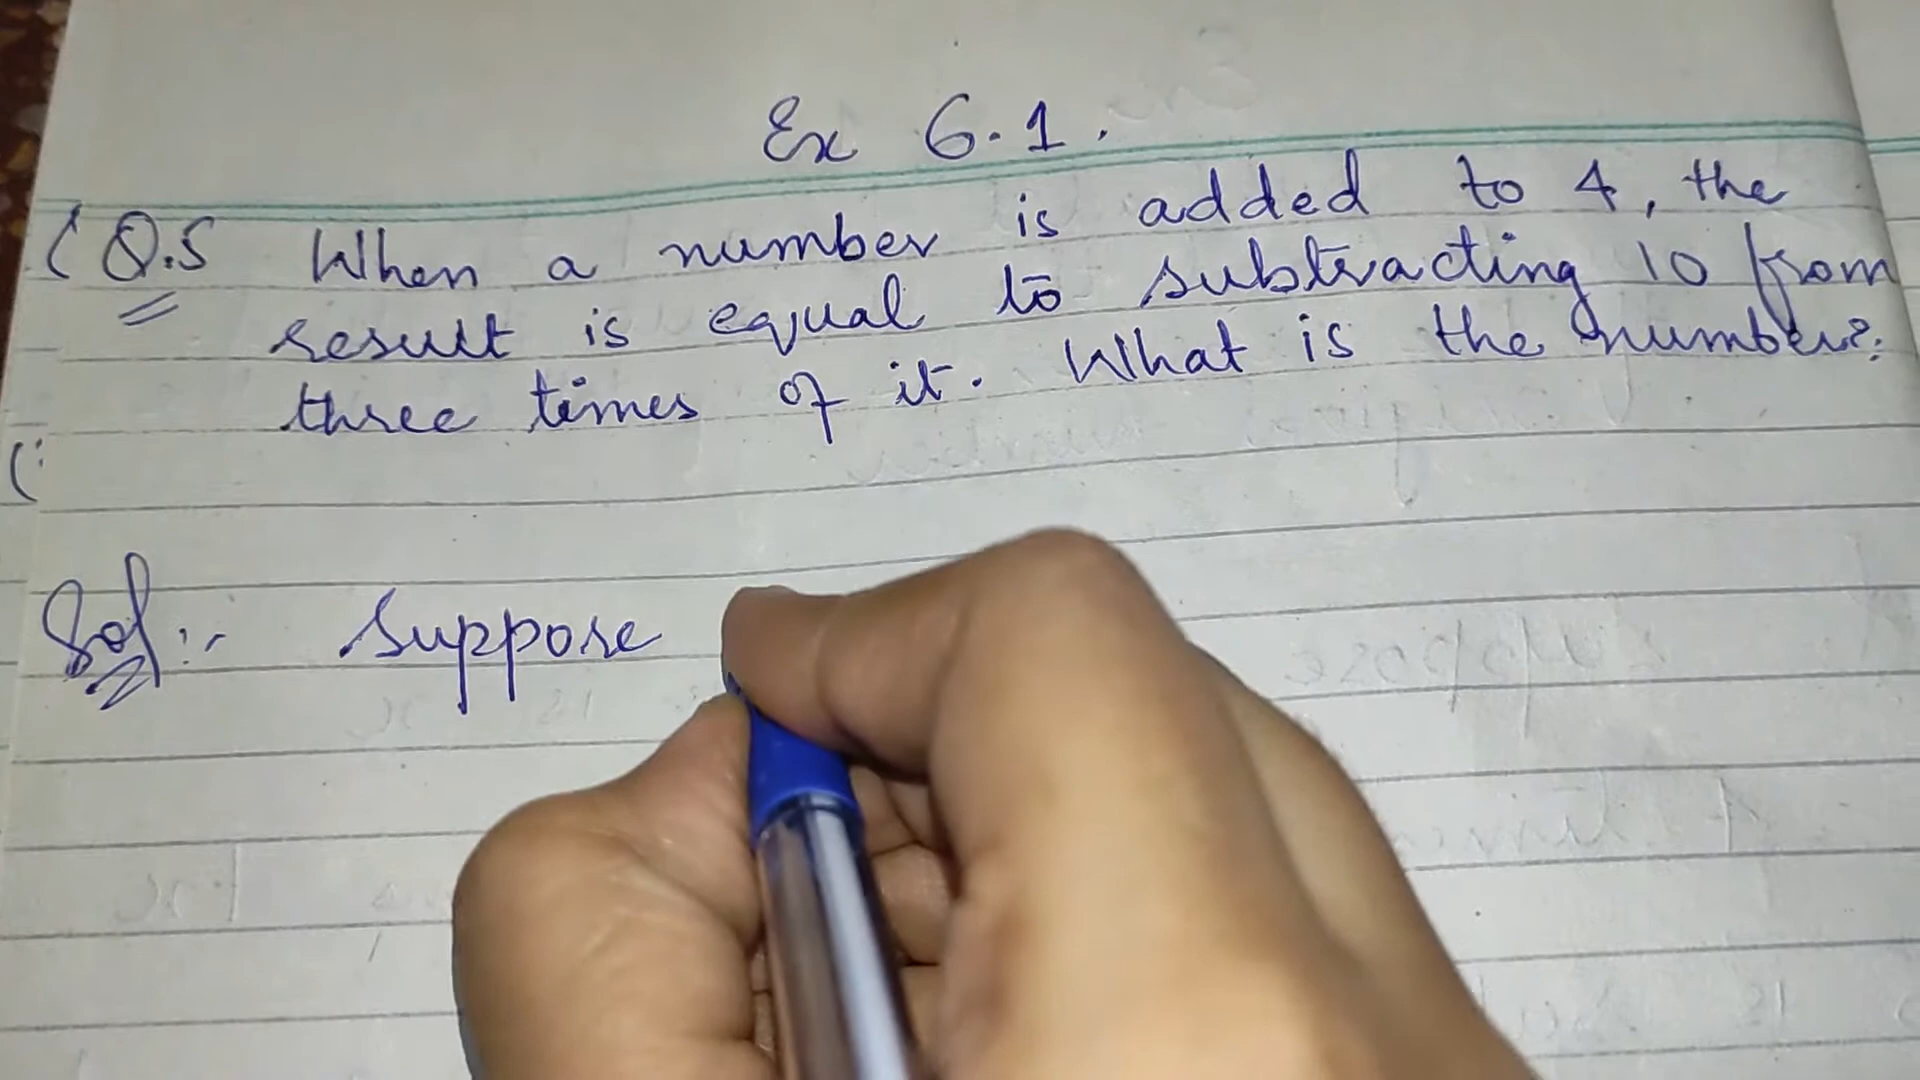 Ex 6.1.
Q.5 When a number is added to 4, the
result is equal to subtracting 10 from
three times of it. What is the number?
Sol:- Suppose